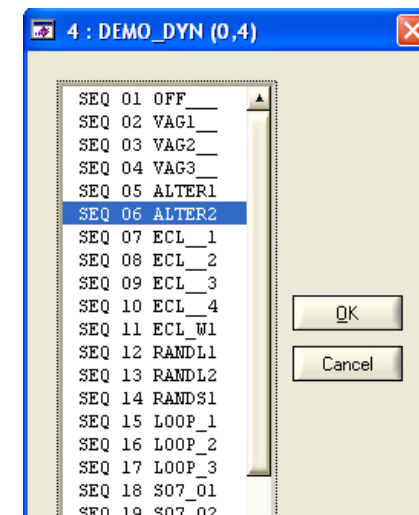 4 : DEMO_DYN (0,4)
SEQ 01 OFF___
SEQ 02 VAG1__
SEQ 03 VAG2__
SEQ 04 VAG3__
SEQ 05 ALTER1
SEQ 06 ALTER2
SEQ 07 ECL__1
SEQ 08 ECL__2
SEQ 09 ECL__3
SEQ 10 ECL__4
SEQ 11 ECL_W1
SEQ 12 RANDL1
SEQ 13 RANDL2
SEQ 14 RANDS1
SEQ 15 LOOP_1
SEQ 16 LOOP_2
SEQ 17 LOOP_3
SEQ 18 S07_01
SEQ 19 S07_02
OK
Cancel